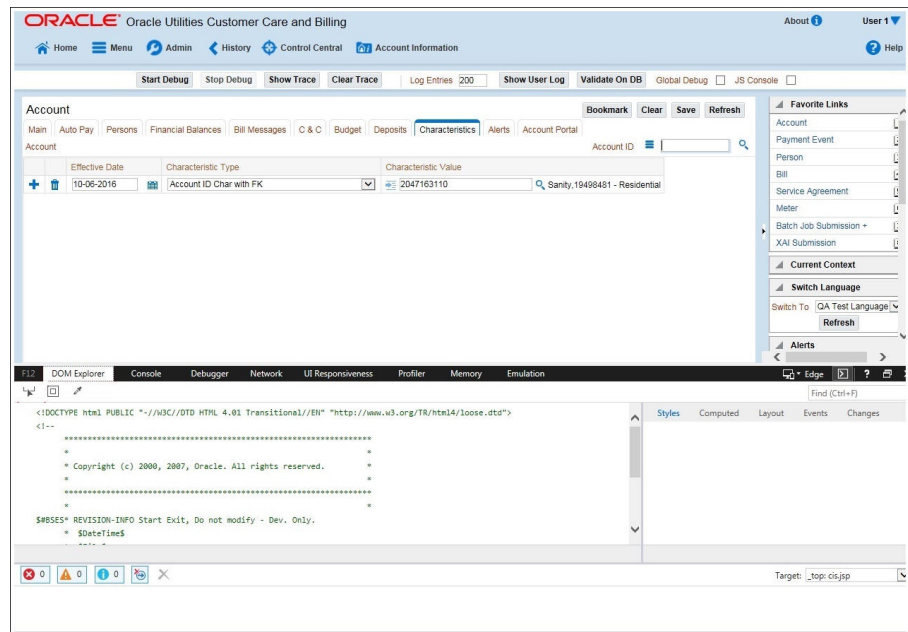 ORACLE® Oracle Utilities Customer Care and Billing
About User 1
Home Menu Admin History Control Central Account Information Help
Start Debug Stop Debug Show Trace Clear Trace Log Entries 200 Show User Log Validate On DB Global Debug JS Console
Account Bookmark Clear Save Refresh
Main Auto Pay Persons Financial Balances Bill Messages C & C Budget Deposits Characteristics Alerts Account Portal
Account Account ID
Effective Date Characteristic Type Characteristic Value
10-06-2016 Account ID Char with FK 2047163110 Sanity,19498481 - Residential
Favorite Links
Account
Payment Event
Person
Bill
Service Agreement
Meter
Batch Job Submission +
XAI Submission
Current Context
Switch Language
Switch To QA Test Language
Refresh
Alerts
F12 DOM Explorer Console Debugger Network UI Responsiveness Profiler Memory Emulation Edge ?
Find (Ctrl+F)
<!DOCTYPE html PUBLIC "-//W3C//DTD HTML 4.01 Transitional//EN" "http://www.w3.org/TR/html4/loose.dtd">
<!--
* Copyright (c) 2000, 2007, Oracle. All rights reserved. *
$#BSES* REVISION-INFO Start Exit, Do not modify - Dev. Only.
* $DateTime$
Styles Computed Layout Events Changes
0 0 0
Target: _top: cis.jsp